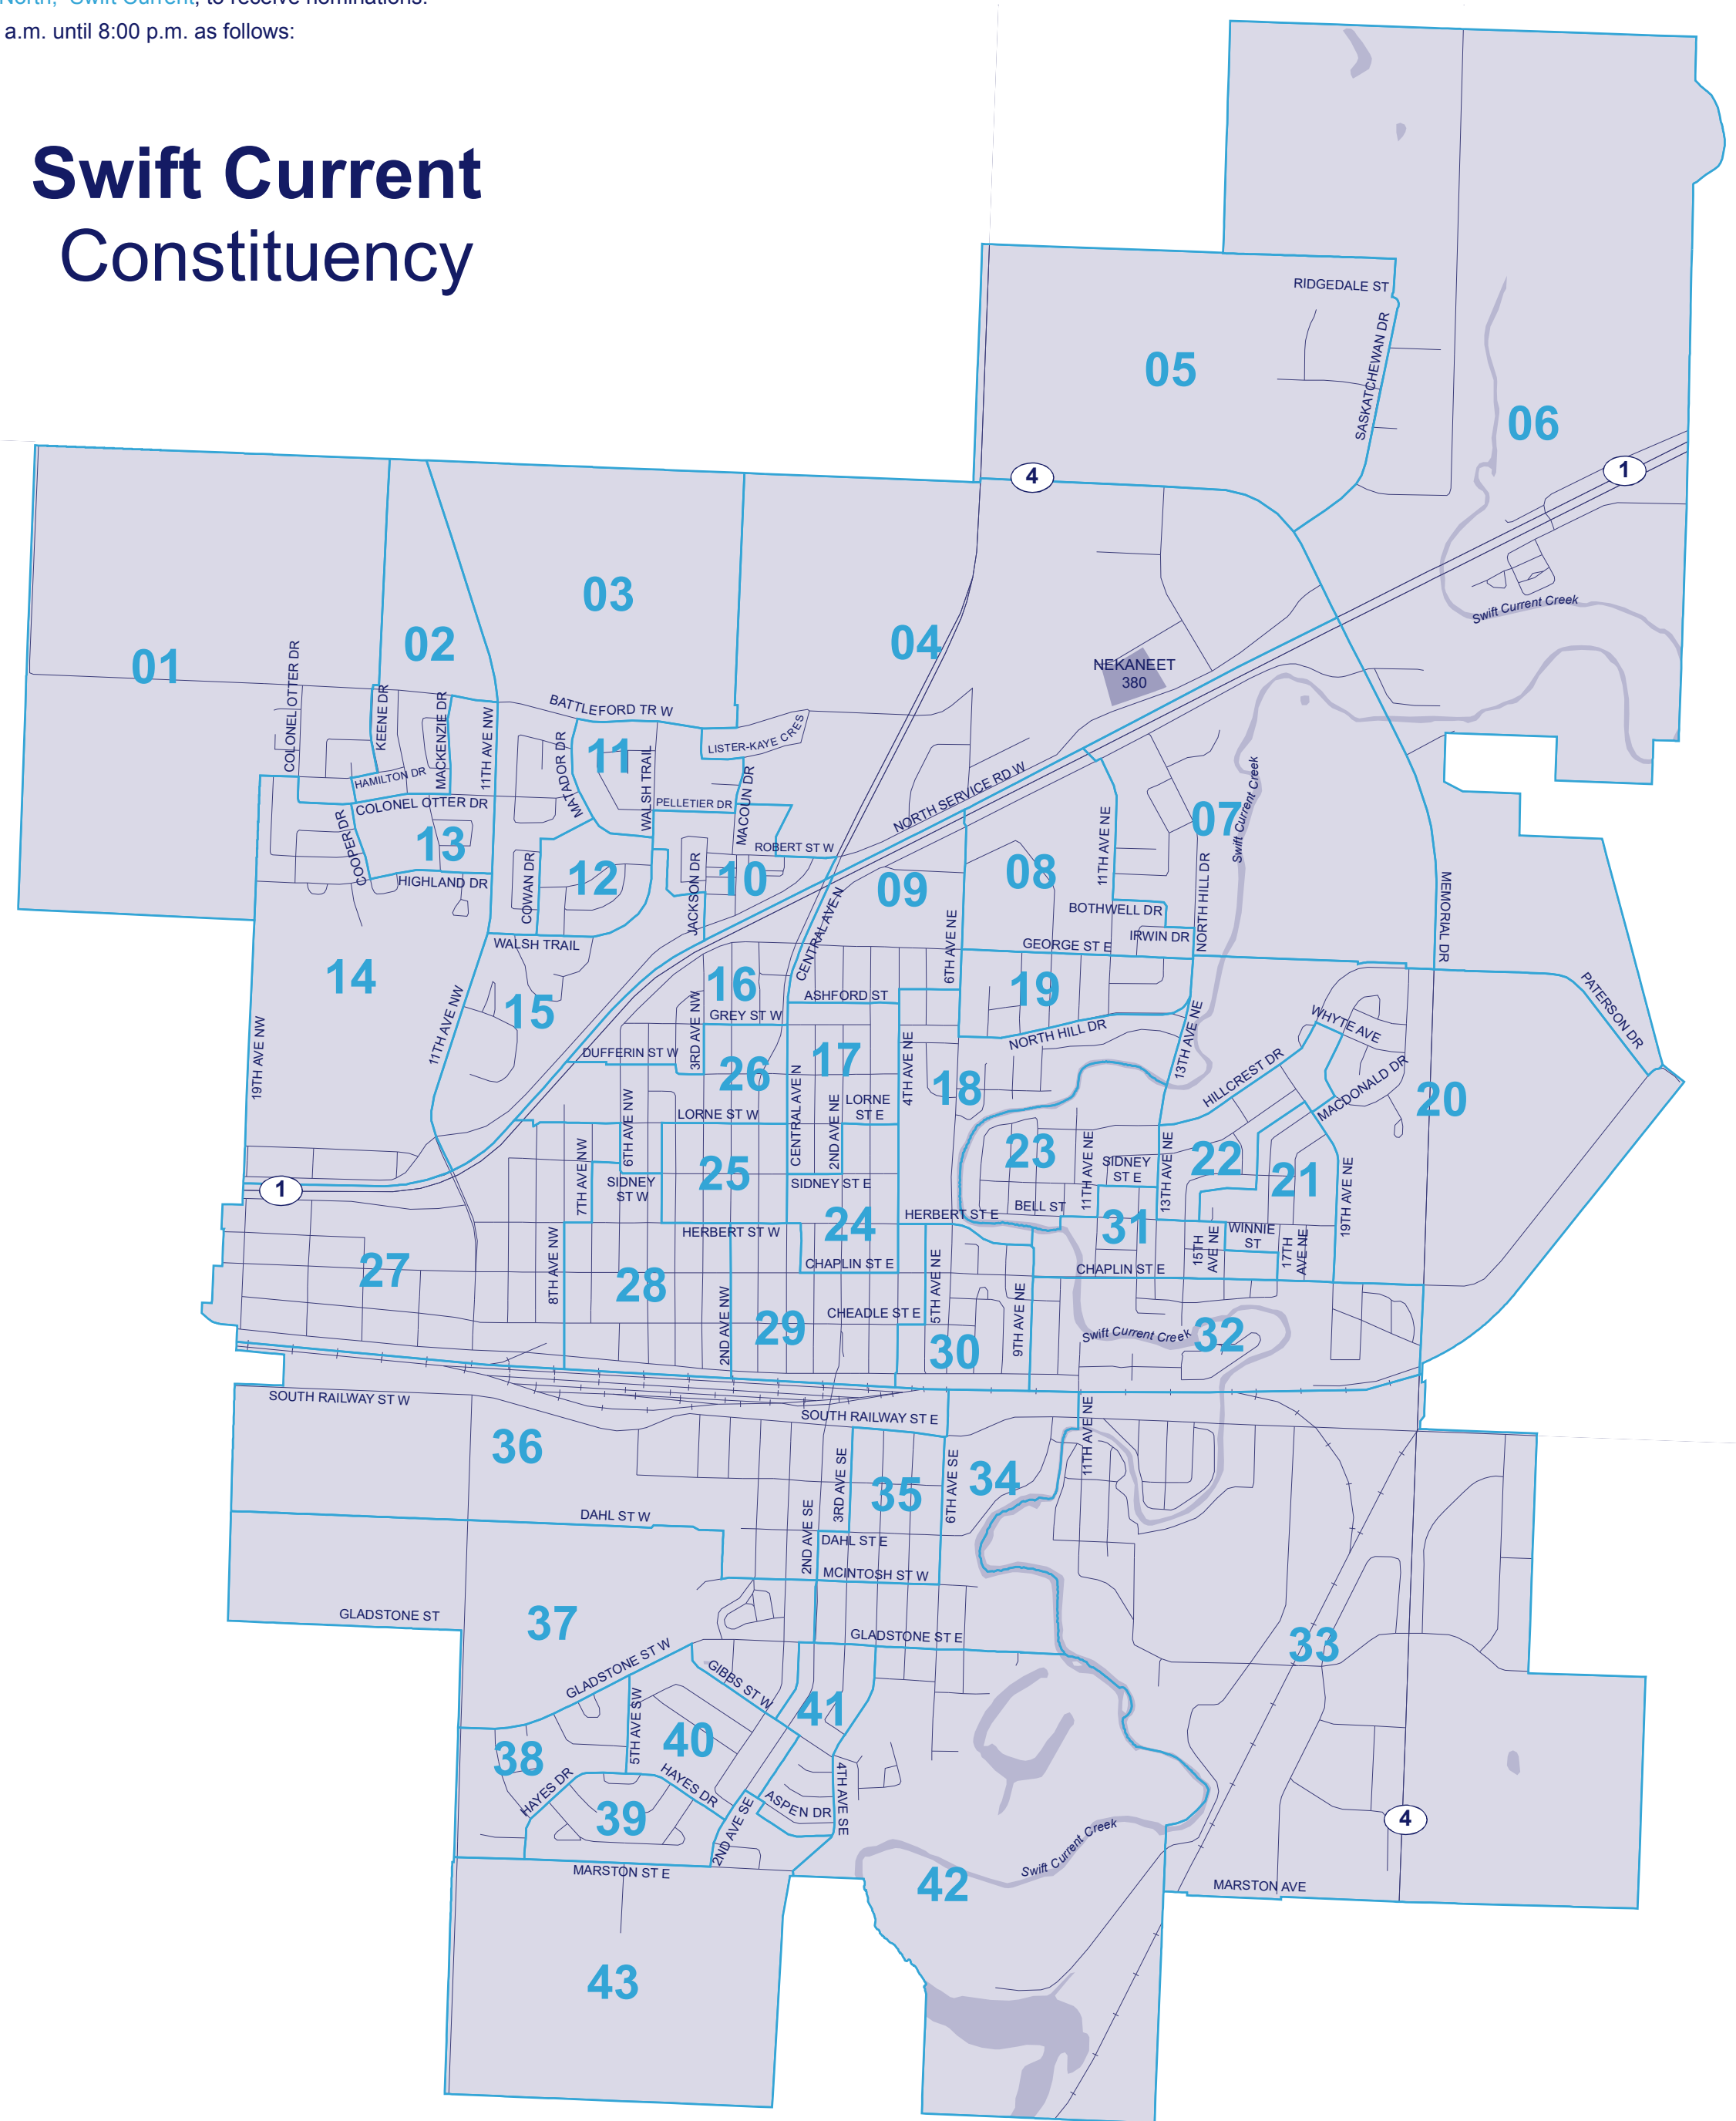 North, Swift Current, to receive nominations.
a.m. until 8:00 p.m. as follows:
Swift Current
Constituency
RIDGEDALE ST
SASKATCHEWAN DR
05
06
4
1
Swift Current Creek
03
04
02
01
NEKANEET
380
COLONEL OTTER DR
KEENE DR
MACKENZIE DR
11TH AVE NW
BATTLEFORD TR W
LISTER-KAYE CRES
MATADOR DR
11
WALSH TRAIL
HAMILTON DR
COLONEL OTTER DR
PELLETIER DR
MACOUN DR
NORTH SERVICE RD W
COOPER DR
13
HIGHLAND DR
ROBERT ST W
COWAN DR
12
JACKSON DR
10
09
08
11TH AVE NE
07
Swift Current Creek
NORTH HILL DR
BOTHWELL DR
IRWIN DR
GEORGE ST E
MEMORIAL DR
PATERSON DR
WALSH TRAIL
CENTRAL AVE N
6TH AVE NE
14
15
16
19
ASHFORD ST
GREY ST W
3RD AVE NW
NORTH HILL DR
13TH AVE NE
WHYTE AVE
19TH AVE NW
11TH AVE NW
DUFFERIN ST W
26
17
4TH AVE NE
18
HILLCREST DR
MACDONALD DR
20
LORNE ST W
LORNE
ST E
6TH AVE NW
CENTRAL AVE N
2ND AVE NE
7TH AVE NW
25
23
11TH AVE NE
SIDNEY
ST E
13TH AVE NE
22
21
19TH AVE NE
1
SIDNEY
ST W
SIDNEY ST E
BELL ST
HERBERT ST W
24
HERBERT ST E
31
15TH
AVE NE
WINNIE
ST
17TH
AVE NE
27
8TH AVE NW
28
CHAPLIN ST E
CHAPLIN ST E
2ND AVE NW
29
CHEADLE ST E
5TH AVE NE
30
9TH AVE NE
Swift Current Creek
32
SOUTH RAILWAY ST W
SOUTH RAILWAY ST E
11TH AVE NE
36
3RD AVE SE
35
6TH AVE SE
34
DAHL ST W
2ND AVE SE
DAHL ST E
MCINTOSH ST W
GLADSTONE ST
37
GLADSTONE ST E
33
GLADSTONE ST W
GIBBS ST W
5TH AVE SW
41
40
38
HAYES DR
HAYES DR
39
2ND AVE SE
ASPEN DR
4TH AVE SE
4
Swift Current Creek
MARSTON ST E
42
MARSTON AVE
43